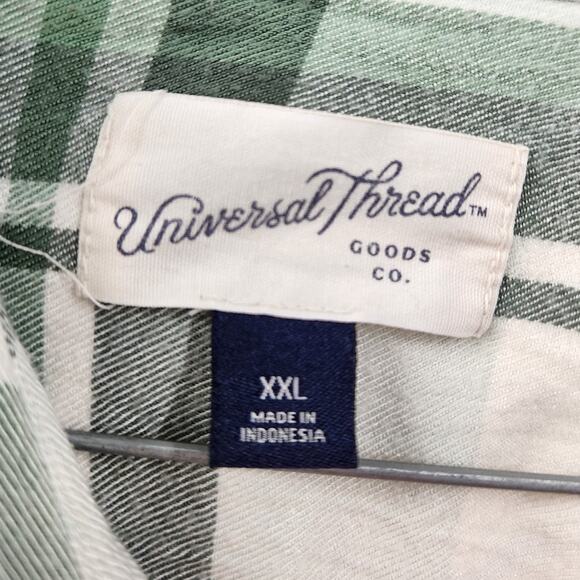 Universal Thread™
GOODS
CO.
XXL
MADE IN
INDONESIA